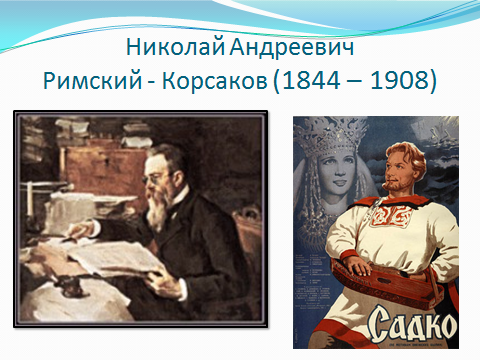 Николай Андреевич
Римский - Корсаков (1844 – 1908)
Садко